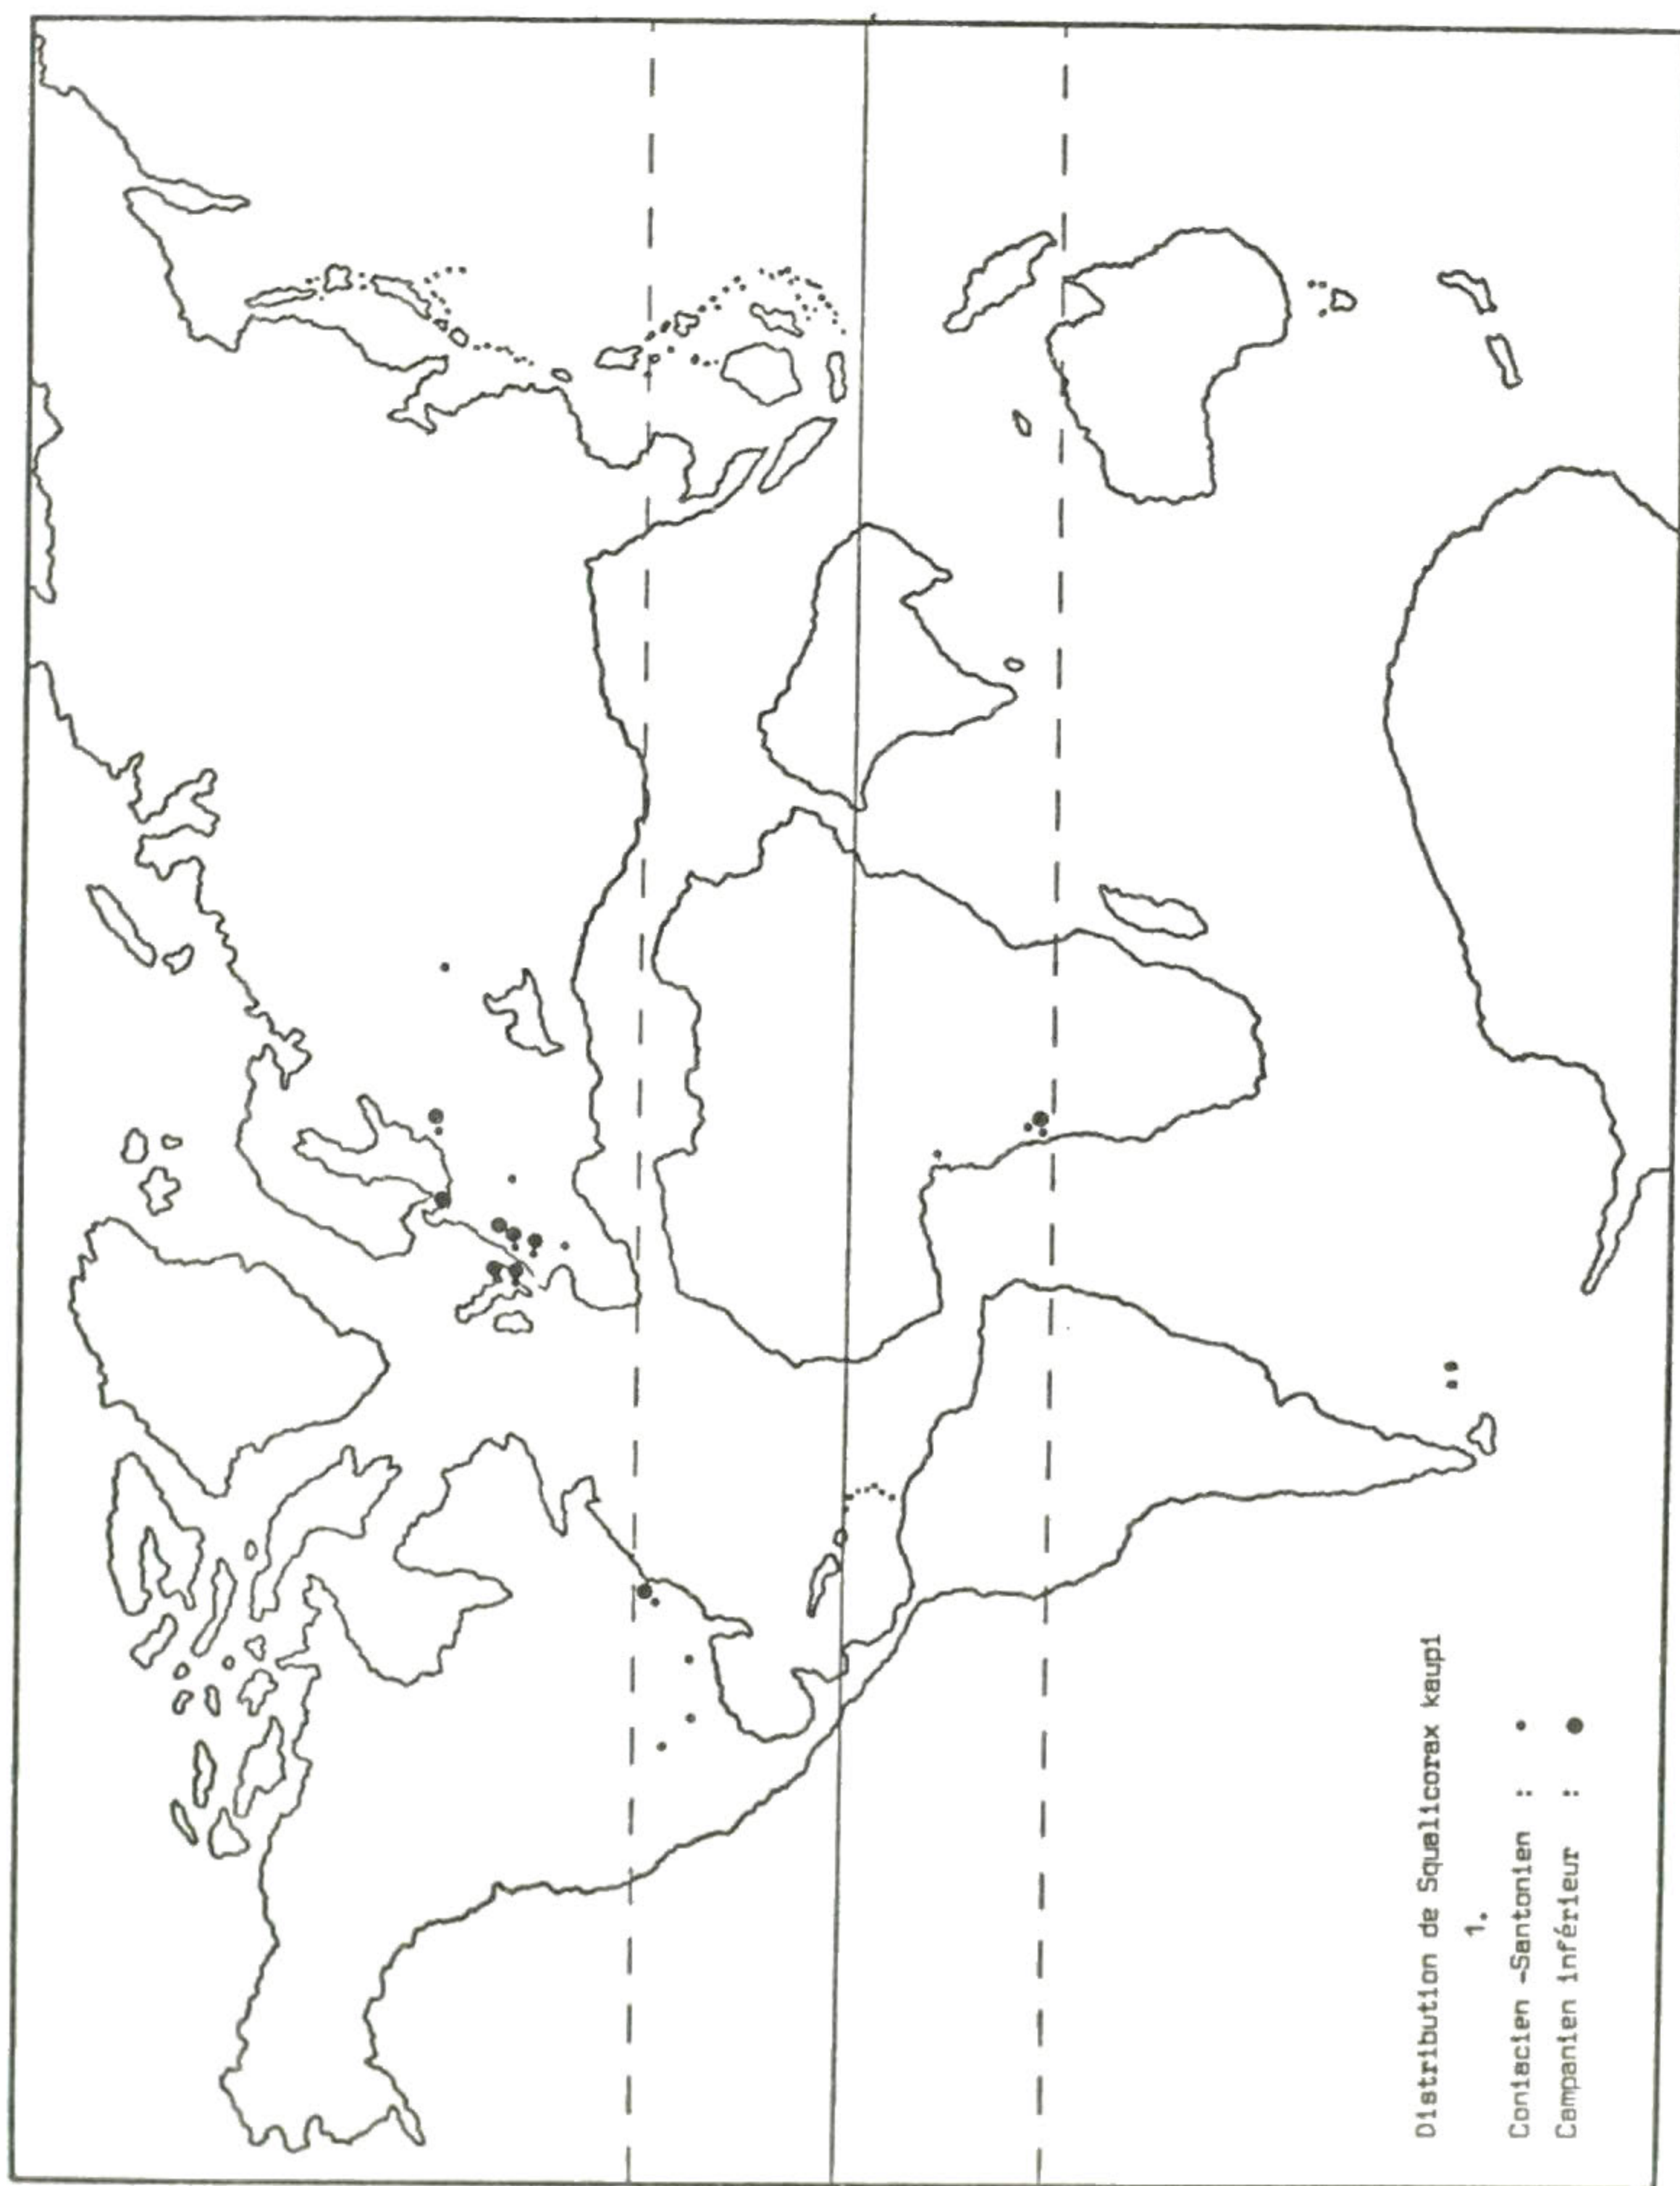 Distribution de Squalicorax kaupi
1.
Coniacien -Santonien : •
Campanien inférieur : ●